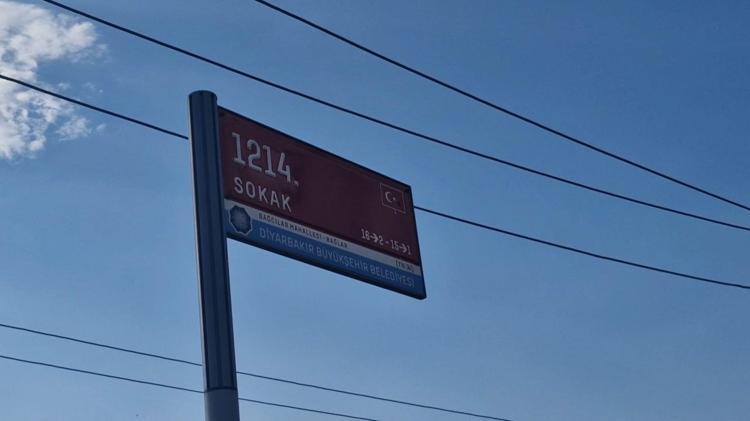 1214.
SOKAK
16→2 - 15→1
BAĞCILAR MAHALLESİ - BAĞLAR
DİYARBAKIR BÜYÜKŞEHİR BELEDİYESİ